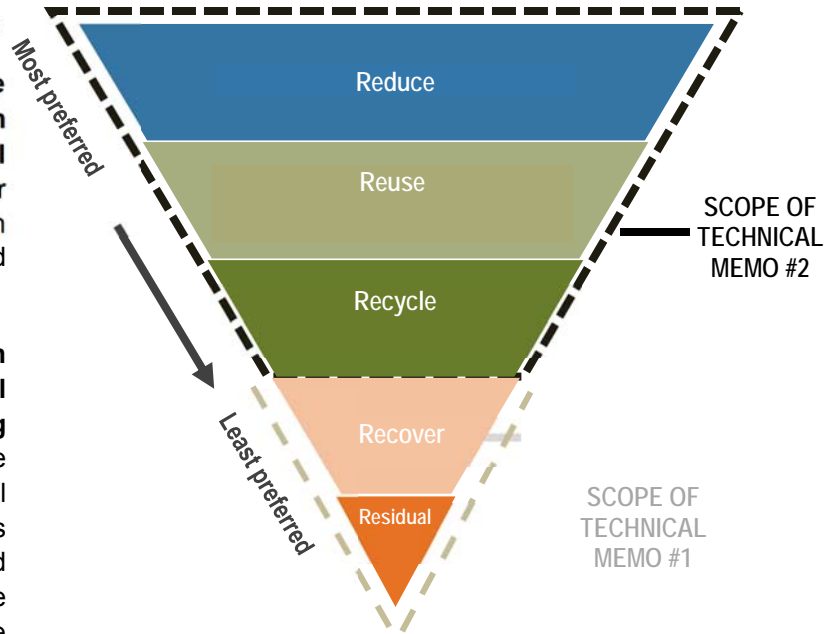 Most preferred
Reduce
Reuse
SCOPE OF
TECHNICAL
MEMO #2
Recycle
Least preferred
Recover
Residual
SCOPE OF
TECHNICAL
MEMO #1